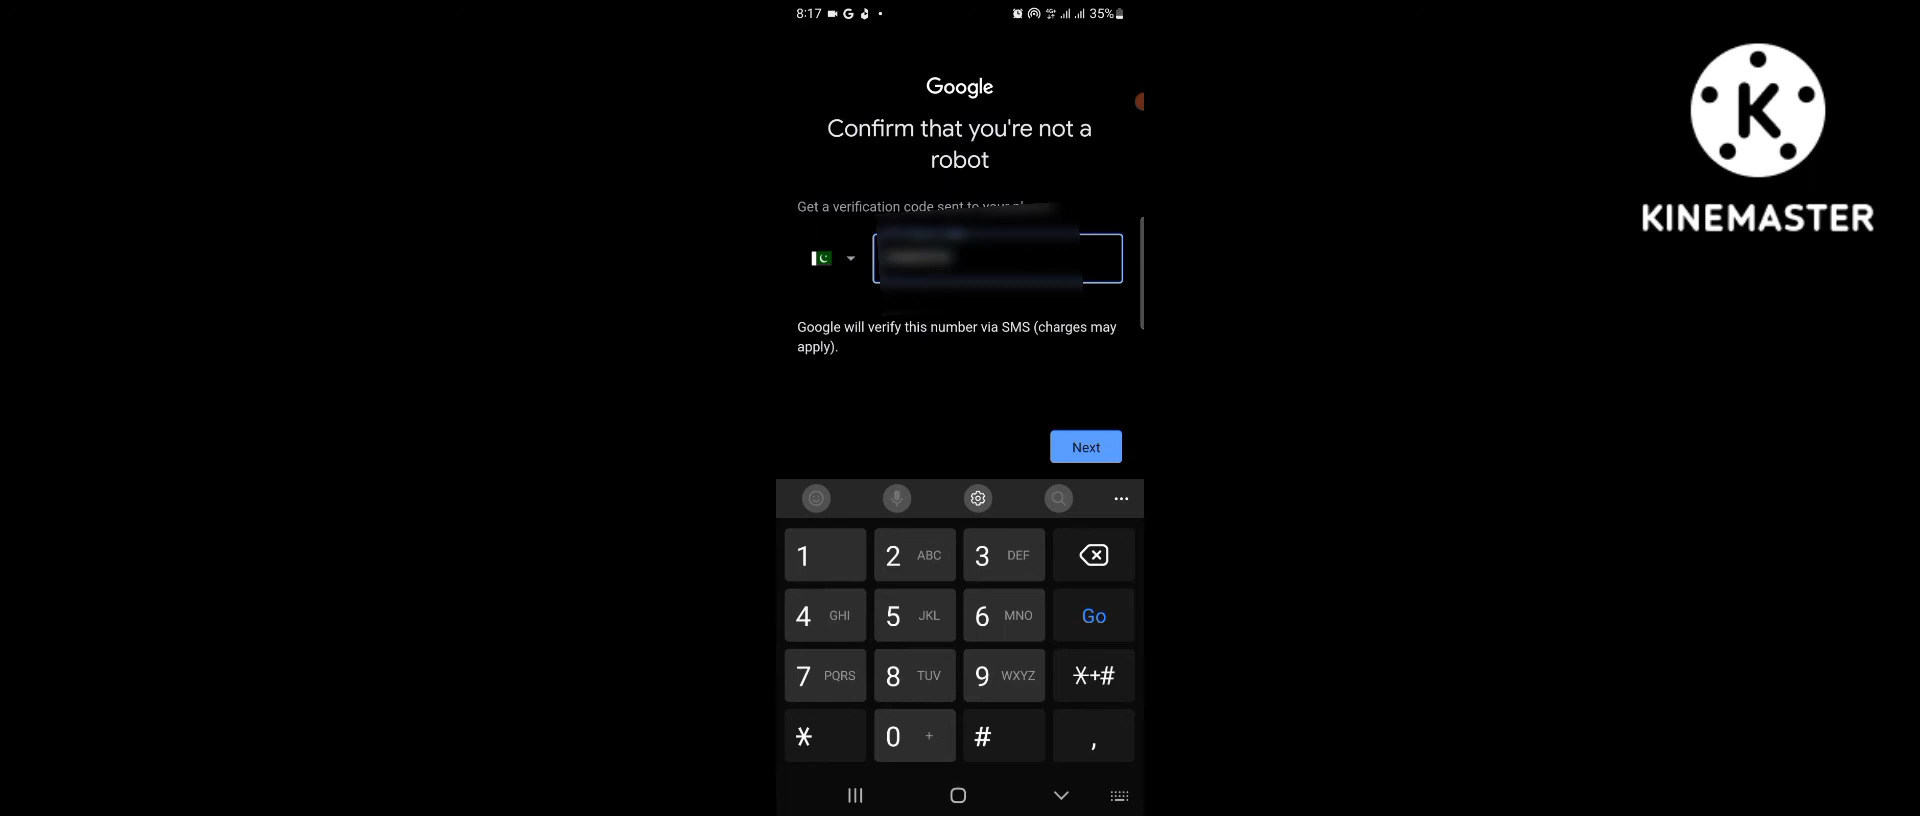 8:17 G 35%
Google
Confirm that you're not a
robot
Get a verification code sent to your
Google will verify this number via SMS (charges may
apply).
Next
1 2 ABC 3 DEF
4 GHI 5 JKL 6 MNO Go
7 PQRS 8 TUV 9 WXYZ *+#
* 0 + # ,
K
KINEMASTER